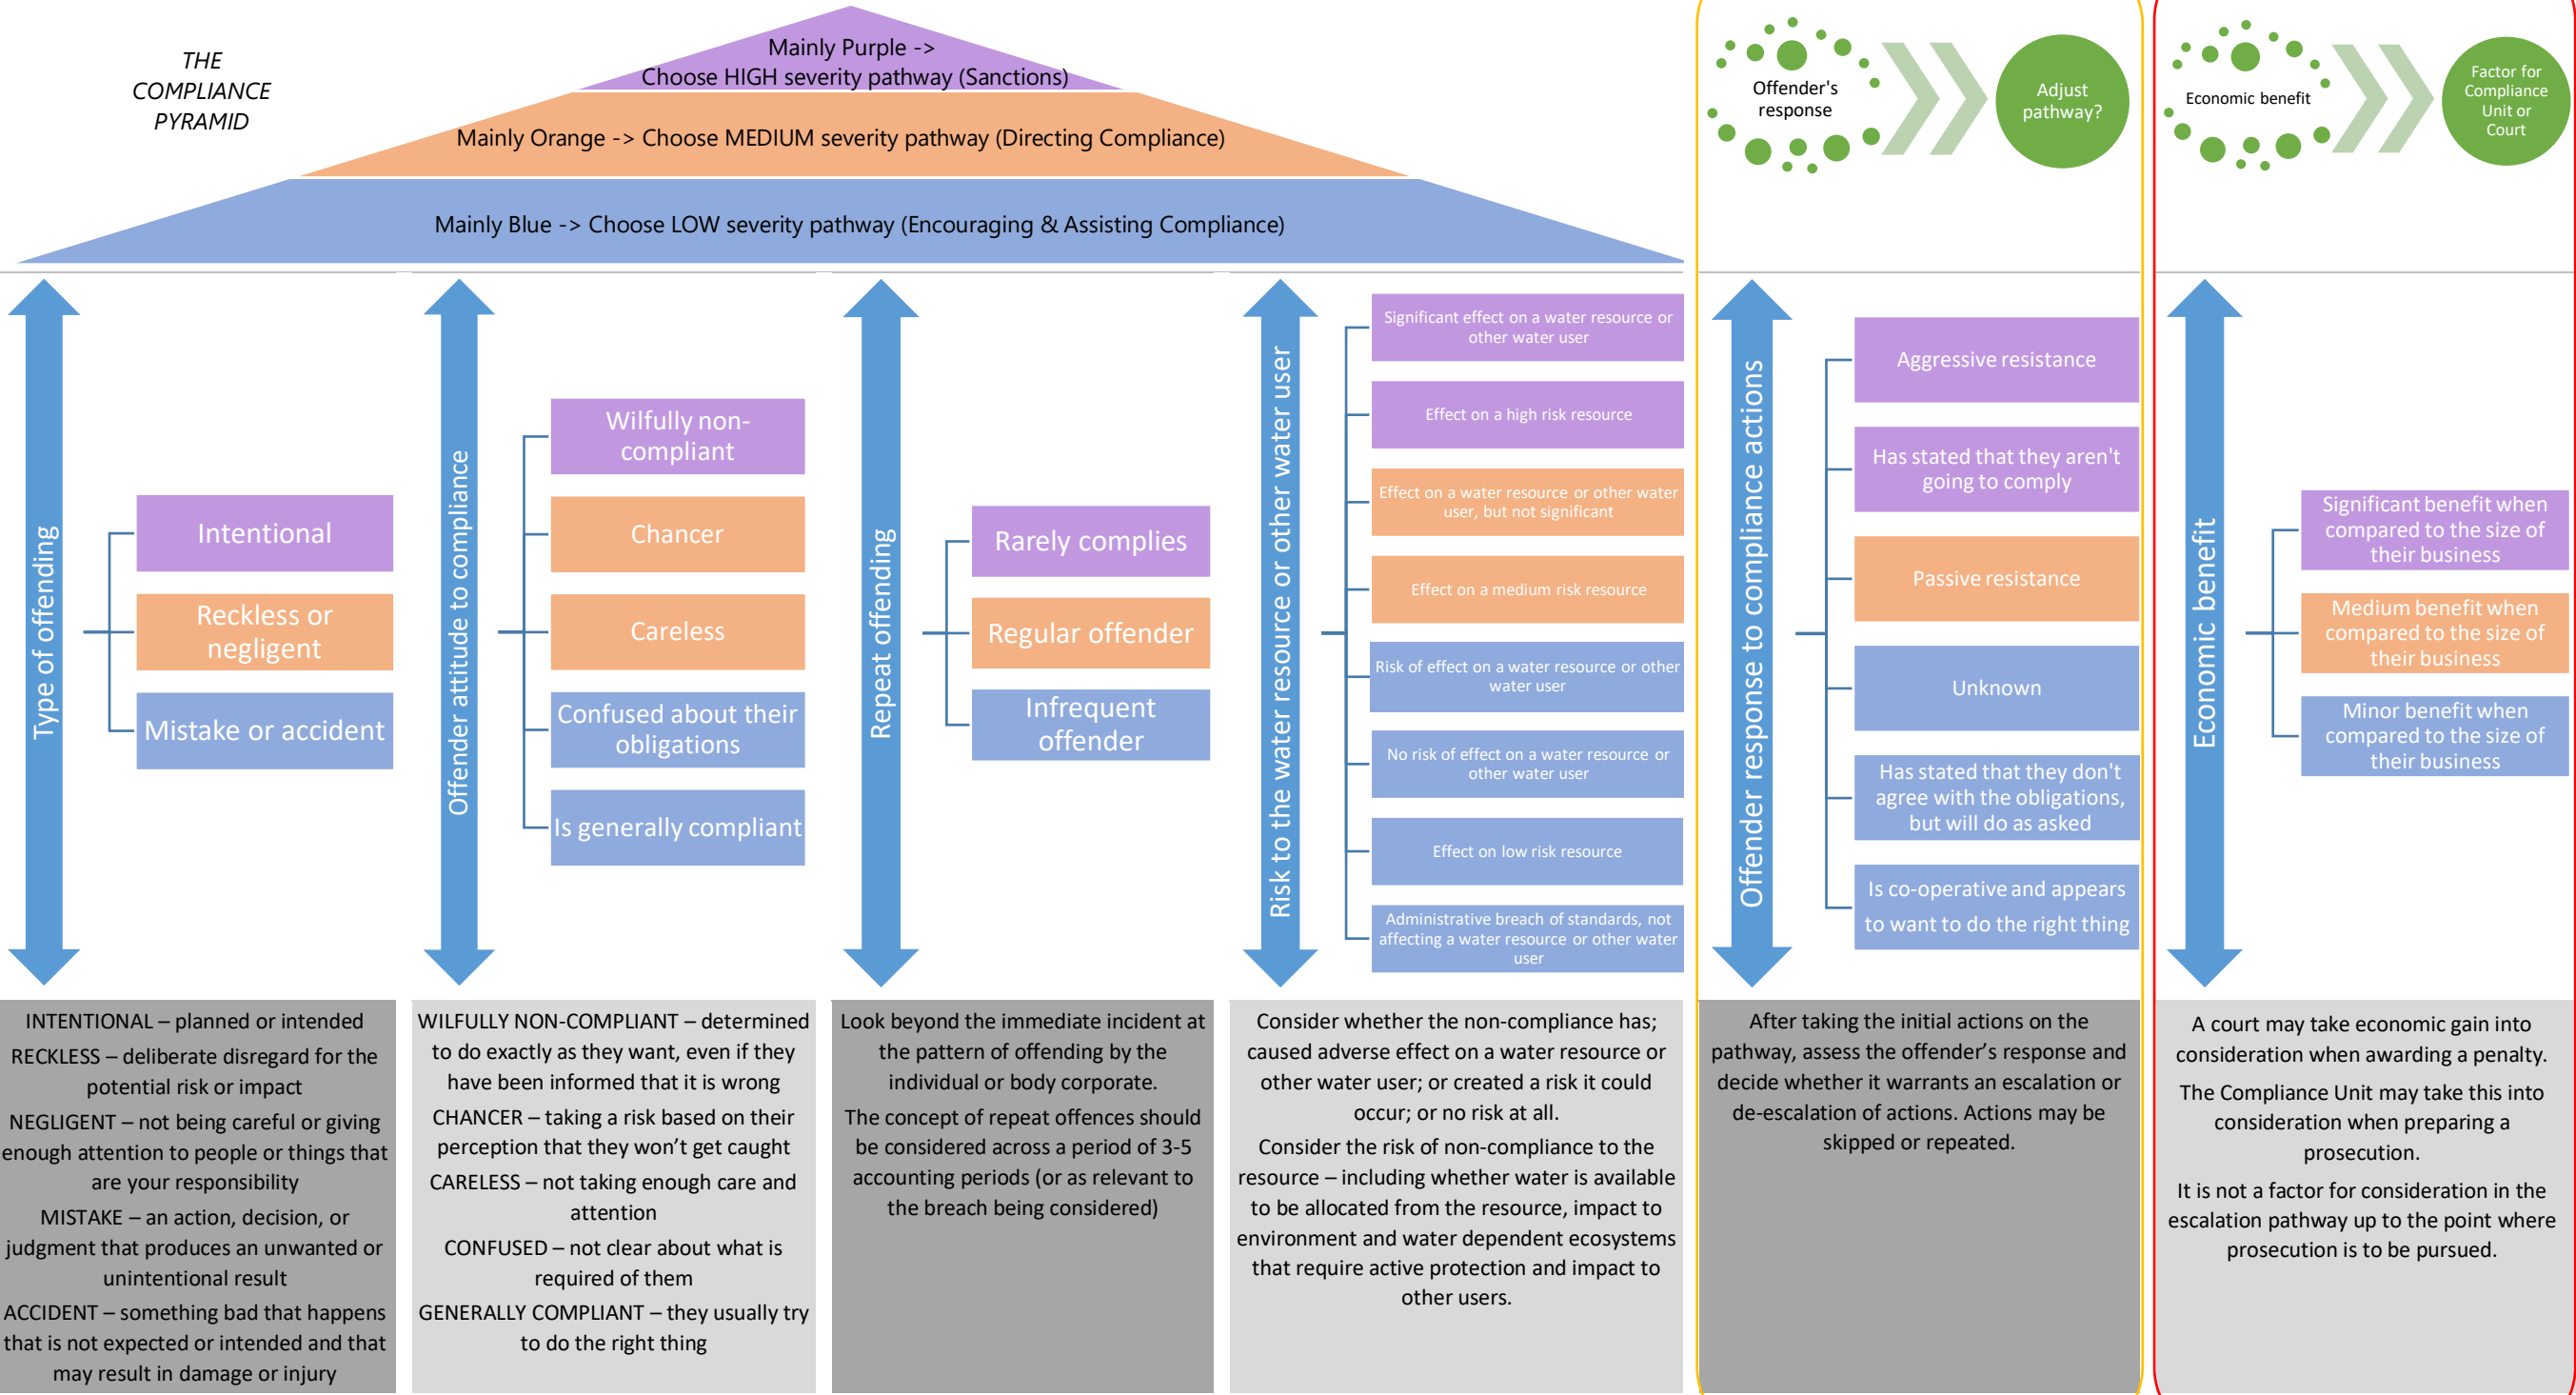 THE
COMPLIANCE
PYRAMID
Mainly Purple ->
Choose HIGH severity pathway (Sanctions)
Mainly Orange -> Choose MEDIUM severity pathway (Directing Compliance)
Mainly Blue -> Choose LOW severity pathway (Encouraging & Assisting Compliance)
Offender's
response
Adjust
pathway?
Economic benefit
Factor for
Compliance
Unit or
Court
Type of offending
Intentional
Reckless or
negligent
Mistake or accident
Offender attitude to compliance
Wilfully non-
compliant
Chancer
Careless
Confused about their
obligations
Is generally compliant
Repeat offending
Rarely complies
Regular offender
Infrequent
offender
Risk to the water resource or other water user
Significant effect on a water resource or
other water user
Effect on a high risk resource
Effect on a water resource or other water
user, but not significant
Effect on a medium risk resource
Risk of effect on a water resource or other
water user
No risk of effect on a water resource or
other water user
Effect on low risk resource
Administrative breach of standards, not
affecting a water resource or other water
user
Offender response to compliance actions
Aggressive resistance
Has stated that they aren't
going to comply
Passive resistance
Unknown
Has stated that they don't
agree with the obligations,
but will do as asked
Is co-operative and appears
to want to do the right thing
Economic benefit
Significant benefit when
compared to the size of
their business
Medium benefit when
compared to the size of
their business
Minor benefit when
compared to the size of
their business
INTENTIONAL – planned or intended
RECKLESS – deliberate disregard for the
potential risk or impact
NEGLIGENT – not being careful or giving
enough attention to people or things that
are your responsibility
MISTAKE – an action, decision, or
judgment that produces an unwanted or
unintentional result
ACCIDENT – something bad that happens
that is not expected or intended and that
may result in damage or injury
WILFULLY NON-COMPLIANT – determined
to do exactly as they want, even if they
have been informed that it is wrong
CHANCER – taking a risk based on their
perception that they won’t get caught
CARELESS – not taking enough care and
attention
CONFUSED – not clear about what is
required of them
GENERALLY COMPLIANT – they usually try
to do the right thing
Look beyond the immediate incident at
the pattern of offending by the
individual or body corporate.
The concept of repeat offences should
be considered across a period of 3-5
accounting periods (or as relevant to
the breach being considered)
Consider whether the non-compliance has;
caused adverse effect on a water resource or
other water user; or created a risk it could
occur; or no risk at all.
Consider the risk of non-compliance to the
resource – including whether water is available
to be allocated from the resource, impact to
environment and water dependent ecosystems
that require active protection and impact to
other users.
After taking the initial actions on the
pathway, assess the offender’s response and
decide whether it warrants an escalation or
de-escalation of actions. Actions may be
skipped or repeated.
A court may take economic gain into
consideration when awarding a penalty.
The Compliance Unit may take this into
consideration when preparing a
prosecution.
It is not a factor for consideration in the
escalation pathway up to the point where
prosecution is to be pursued.